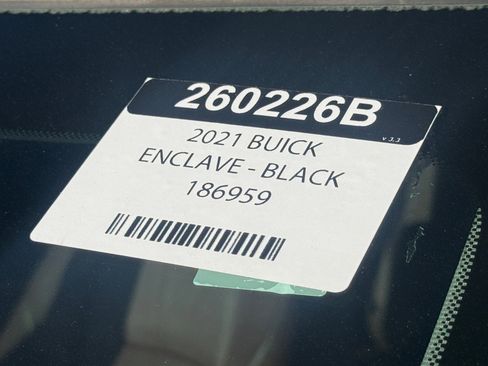 260226B
v 3.3
2021 BUICK
ENCLAVE - BLACK
186959